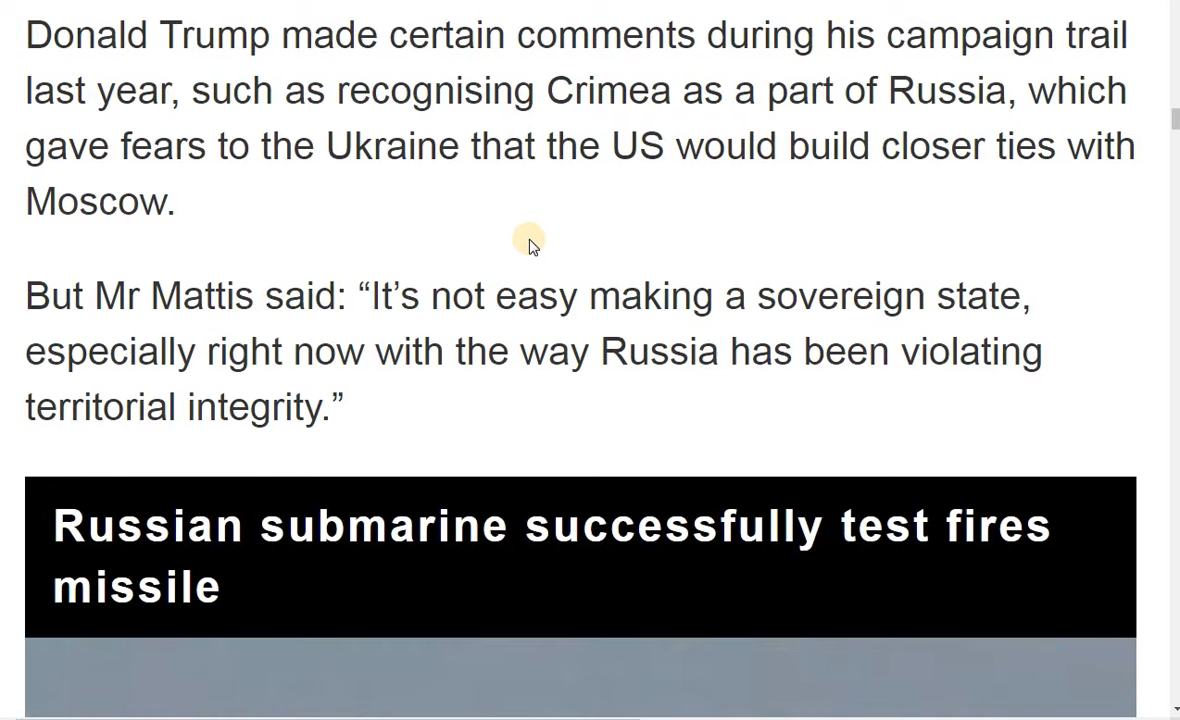 Donald Trump made certain comments during his campaign trail
last year, such as recognising Crimea as a part of Russia, which
gave fears to the Ukraine that the US would build closer ties with
Moscow.
But Mr Mattis said: “It’s not easy making a sovereign state,
especially right now with the way Russia has been violating
territorial integrity.”
Russian submarine successfully test fires
missile